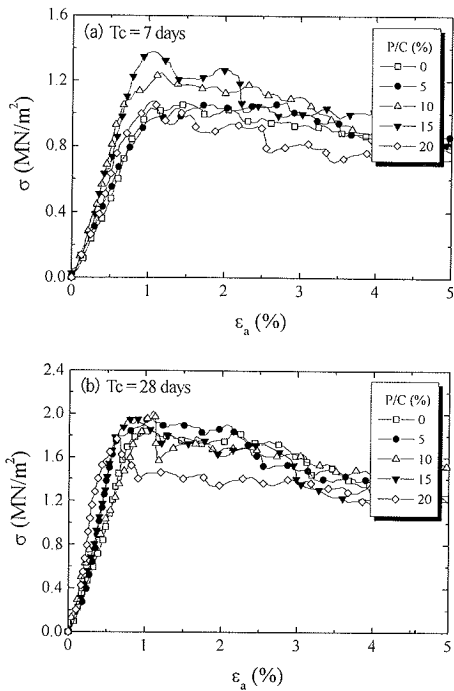 (a) Tc = 7 days
P/C (%)
0
5
10
15
20
1.6
1.2
0.8
0.4
0.0
σ (MN/m²)
0 1 2 3 4 5
εa (%)
(b) Tc = 28 days
P/C (%)
0
5
10
15
20
2.4
2.0
1.6
1.2
0.8
0.4
0.0
σ (MN/m²)
0 1 2 3 4 5
εa (%)